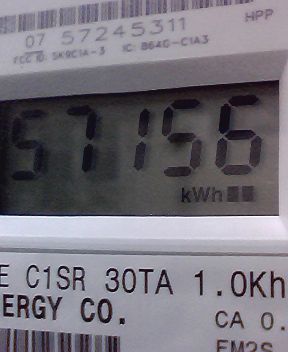 HPP
07 57245311
FCC ID: SK9C1A-3 IC: 864G-C1A3
57156
kWh
E C1SR 30TA 1.0Kh
ERGY CO.
CA 0.
EM2S